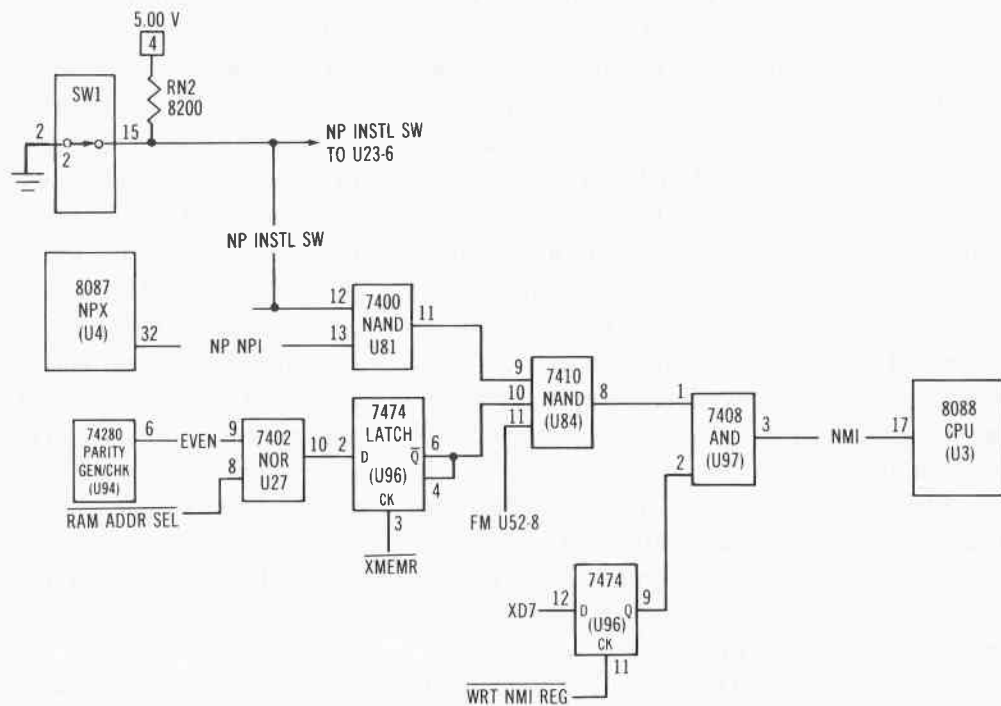 5.00 V
4
RN2
8200
SW1
2
2
15
NP INSTL SW
TO U23-6
NP INSTL SW
8087
NPX
(U4)
32
NP NPI
12
13
7400
NAND
U81
11
74280
PARITY
GEN/CHK
(U94)
6
EVEN
9
8
RAM ADDR SEL
7402
NOR
U27
10
2
7474
LATCH
D
Q
(U96)
CK
6
4
3
XMEMR
9
10
11
7410
NAND
(U84)
8
FM U52-8
1
2
7408
AND
(U97)
3
NMI
17
8088
CPU
(U3)
XD7
12
7474
D
Q
(U96)
CK
9
11
WRT NMI REG